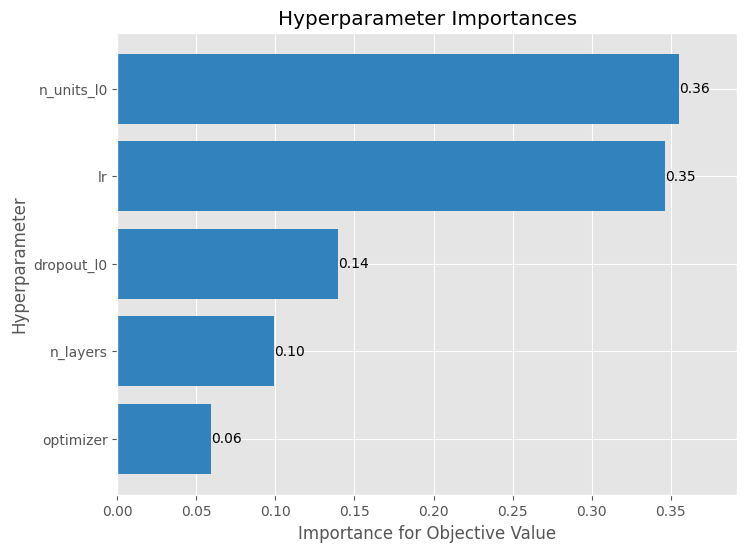 Hyperparameter Importances
Hyperparameter
n_units_l0
0.36
lr
0.35
dropout_l0
0.14
n_layers
0.10
optimizer
0.06
0.00 0.05 0.10 0.15 0.20 0.25 0.30 0.35
Importance for Objective Value